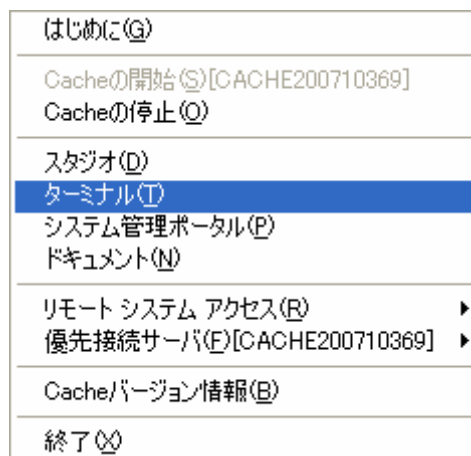 はじめに(G)
Cacheの開始(S)[CACHE200710369]
Cacheの停止(O)
スタジオ(D)
ターミナル(T)
システム管理ポータル(P)
ドキュメント(N)
リモート システム アクセス(R)
優先接続サーバ(F)[CACHE200710369]
Cacheバージョン情報(B)
終了(X)